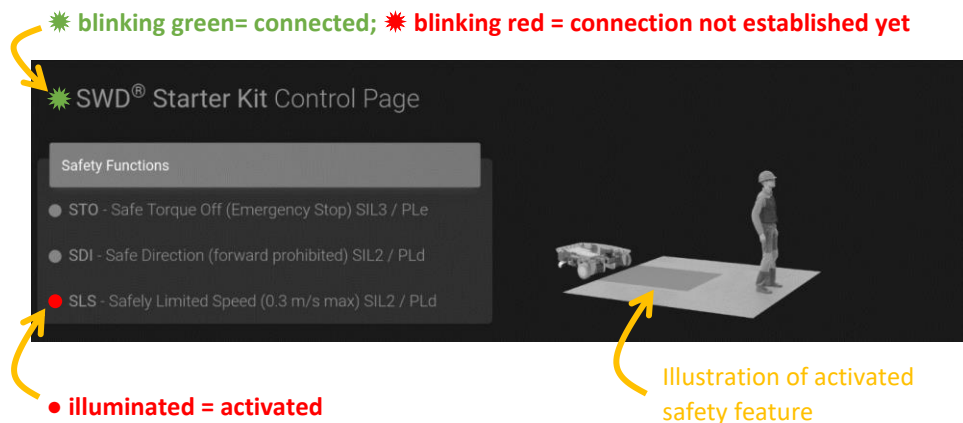 blinking green= connected; blinking red = connection not established yet
SWD® Starter Kit Control Page
Safety Functions
STO - Safe Torque Off (Emergency Stop) SIL3 / PLe
SDI - Safe Direction (forward prohibited) SIL2 / PLd
SLS - Safely Limited Speed (0.3 m/s max) SIL2 / PLd
Illustration of activated
safety feature
● illuminated = activated